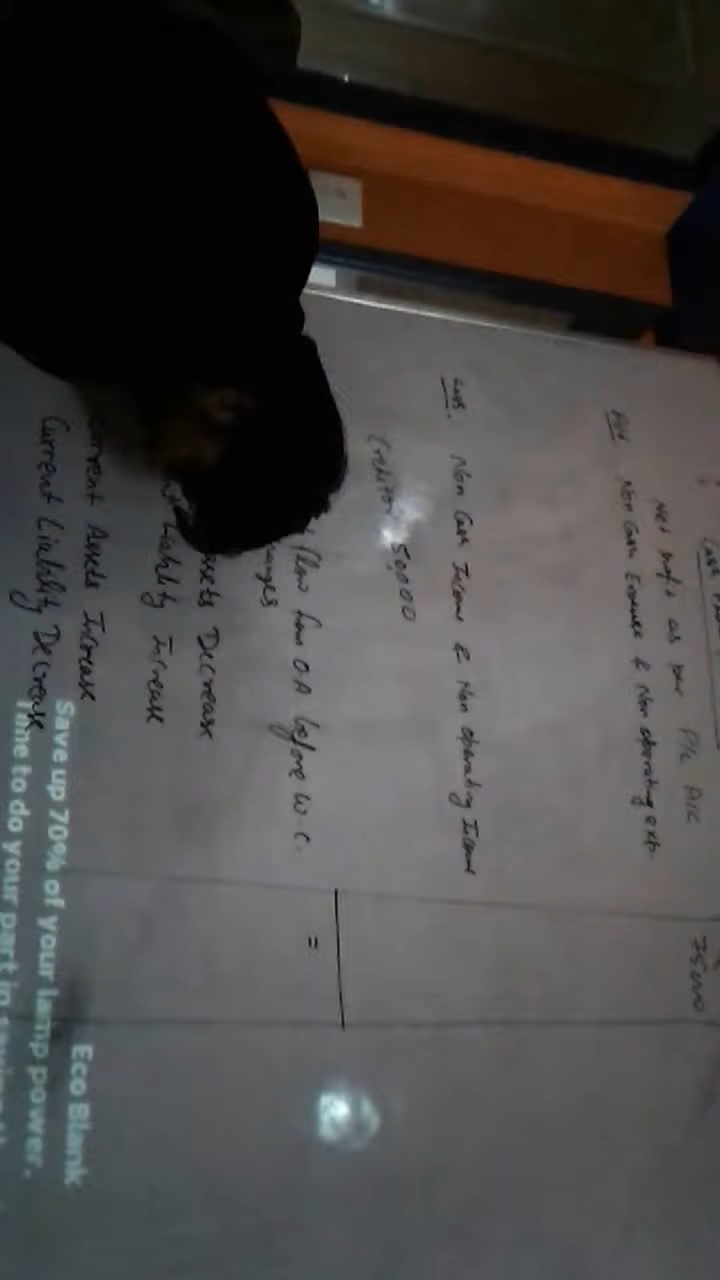 Cash
Net Profit as per P/L A/c 75000
Add Non Cash Expense & Non operating exp.
Less. Non Cash Income & Non operating Income
Creditor 50000
flow from O.A before W.C. =
Assets Decrease
Liability Increase
Current Assets Increase
Current Liability Decrease
Eco Blank
Save up 70% of your lamp power.
Time to do your part in